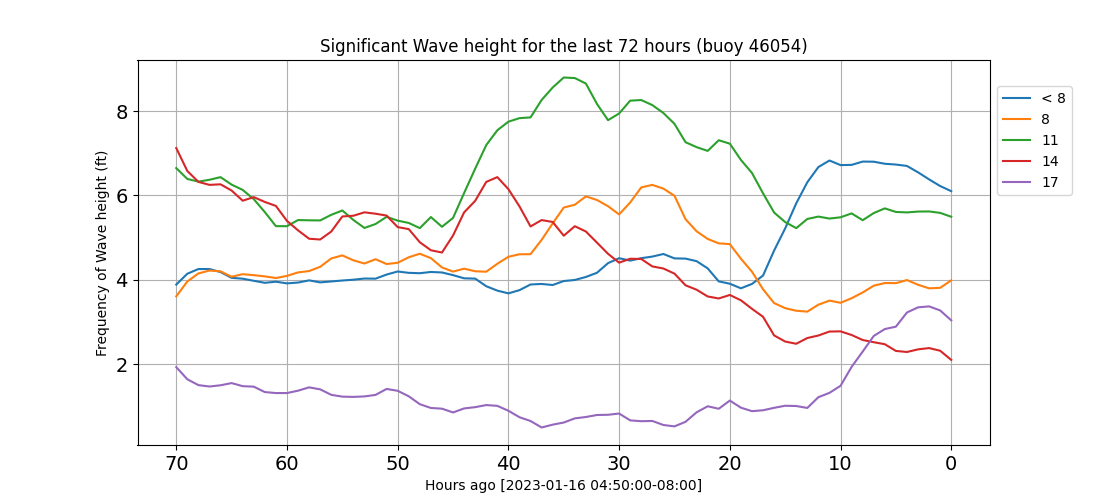 Significant Wave height for the last 72 hours (buoy 46054)
Frequency of Wave height (ft)
8
6
4
2
70 60 50 40 30 20 10 0
Hours ago [2023-01-16 04:50:00-08:00]
< 8
8
11
14
17